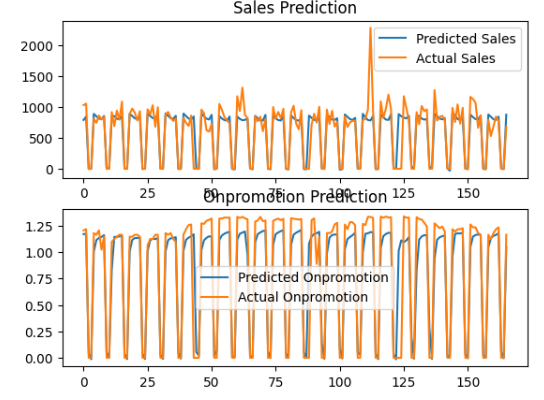 Sales Prediction
2000
1500
1000
500
0
Predicted Sales
Actual Sales
0 25 50 75 100 125 150
Onpromotion Prediction
1.25
1.00
0.75
0.50
0.25
0.00
Predicted Onpromotion
Actual Onpromotion
0 25 50 75 100 125 150